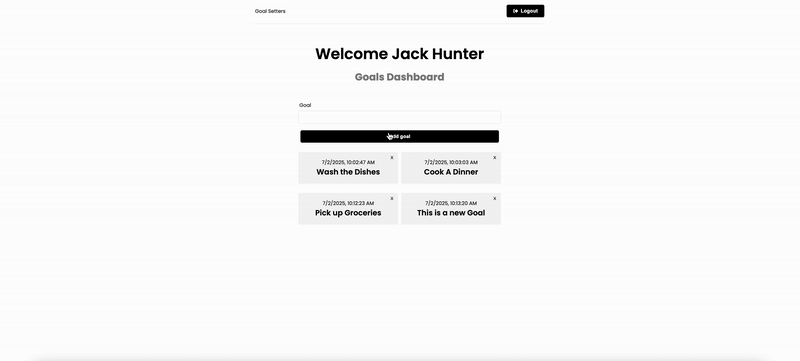 Goal Setters
Logout
Welcome Jack Hunter
Goals Dashboard
Goal
goal
X
7/2/2025, 10:02:47 AM
Wash the Dishes
X
7/2/2025, 10:03:03 AM
Cook A Dinner
X
7/2/2025, 10:12:23 AM
Pick up Groceries
X
7/2/2025, 10:13:20 AM
This is a new Goal